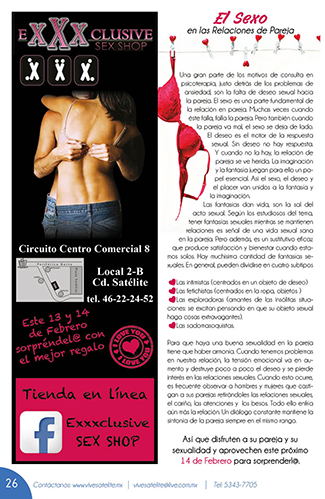 EXXXCLUSIVE
SEX SHOP
.X X X.
Circuito Centro Comercial 8
Local 2-B
Cd. Satélite
tel. 46-22-24-52
Este 13 y 14
de Febrero
sorpréndel@ con
el mejor regalo
I LOVE YOU
I LOVE YOU
Tienda en línea
f
Exxxclusive
SEX SHOP
El Sexo
en las Relaciones de Pareja
Una gran parte de los motivos de consulta en
psicoterapia, justo detrás de los problemas de
ansiedad, son la falta de deseo sexual hacia
la pareja. El sexo es una parte fundamental de
la relación en pareja. Muchas veces cuando
éste falla, falla la pareja. Pero también cuando
la pareja va mal, el sexo se deja de lado.
El deseo es el motor de la respuesta
sexual. Sin deseo no hay respuesta.
Y cuando no la hay, la relación de
pareja se ve herida. La imaginación
y la fantasía juegan para ello un pa-
pel esencial. Así el sexo, el deseo y
el placer van unidos a la fantasía y
la imaginación.
Las fantasías dan vida, son la sal del
acto sexual. Según los estudiosos del tema,
tener fantasías sexuales mientras se mantienen
relaciones es señal de una vida sexual sana
en la pareja. Pero además, es un sustitutivo eficaz
que produce satisfacción y bienestar cuando esta-
mos solos. Hay muchísima cantidad de fantasías se-
xuales. En general, pueden dividirse en cuatro subtipos
Las intimistas (centradas en un objeto de deseo)
Las fetichistas (centradas en la ropa, objetos )
Las exploradoras (amantes de las insólitas situa-
ciones: se excitan pensando en que su objeto sexual
haga cosas extravagantes).
Las sadomasoquistas.
Para que haya una buena sexualidad en la pareja
tiene que haber armonía. Cuando tenemos problemas
en nuestra relación, la tensión emocional va en au-
mento y destruye poco a poco el deseo y se pierde
interés en las relaciones sexuales. Cuando esto ocurre,
es frecuente observar a hombres y mujeres que casti-
gan a sus parejas retirándoles las relaciones sexuales,
el cariño, las atenciones y los besos. Todo ello enfría
aún más la relación. Un diálogo constante mantiene la
sintonía de la pareja siempre en el mismo rango.
Así que disfruten a su pareja y su
sexualidad y aprovechen este próximo
14 de Febrero para sorprenderl@.
26
Contáctanos: www.vivesatelite.mx | vivesatelite@live.com.mx | Tel: 5343-7705